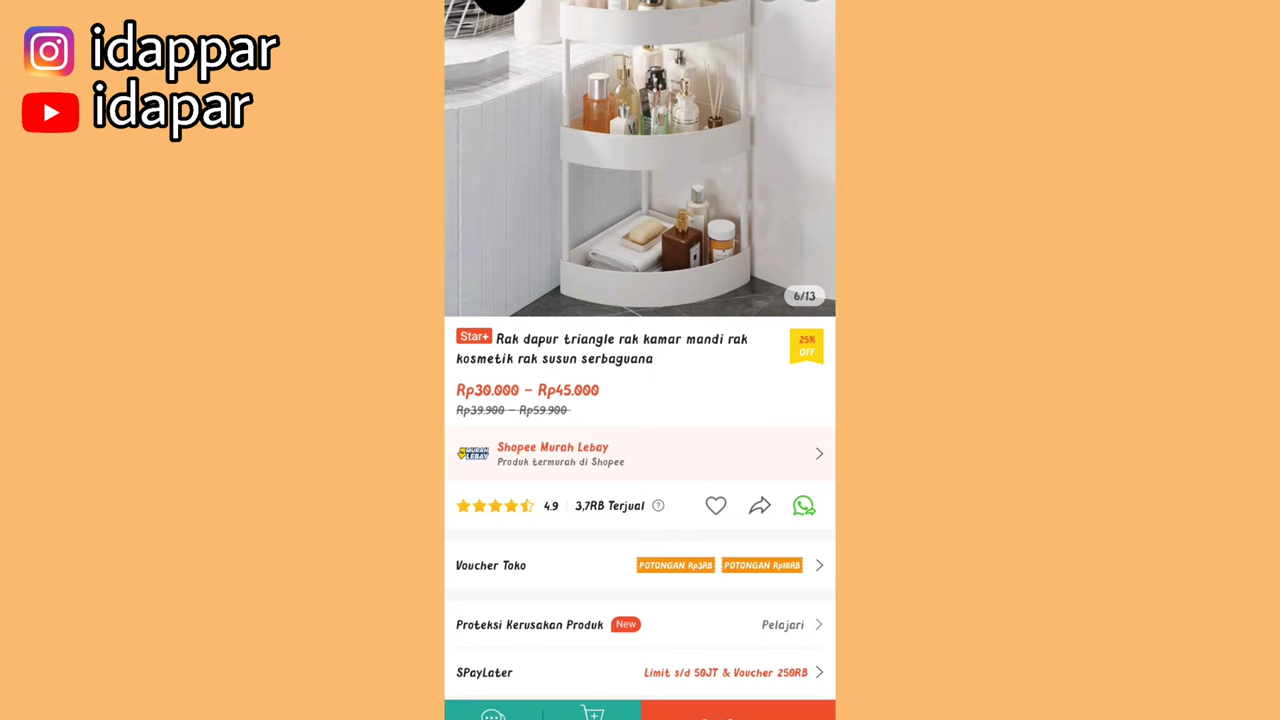 idappar
idapar
6/13
Star+ Rak dapur triangle rak kamar mandi rak
kosmetik rak susun serbaguana
25%
OFF
Rp30.000 – Rp45.000
Rp39.900 – Rp59.900
MURAH
LEBAY
Shopee Murah Lebay
Produk termurah di Shopee
4.9 3,7RB Terjual ?
Voucher Toko POTONGAN Rp3RB POTONGAN Rp10RB
Proteksi Kerusakan Produk New Pelajari
SPayLater Limit s/d 50JT & Voucher 250RB